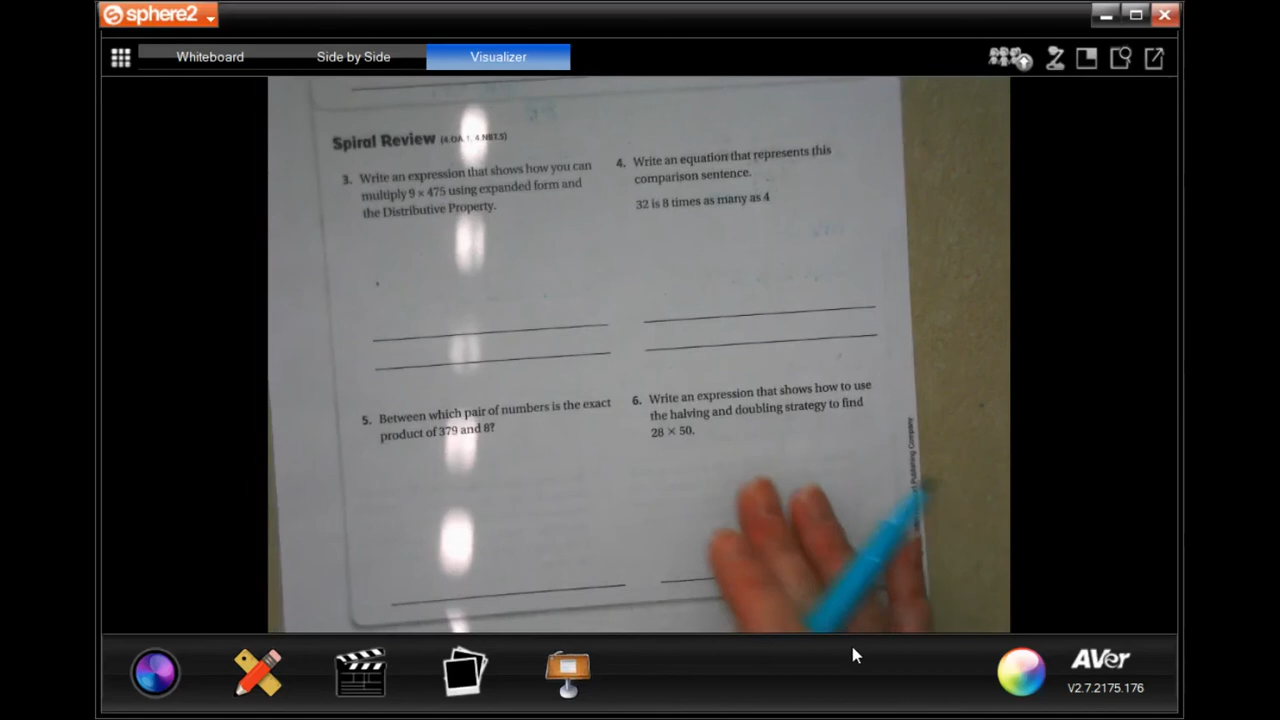 sphere2
Whiteboard
Side by Side
Visualizer
Spiral Review
3. Write an expression that shows how you can
multiply 9 × 475 using expanded form and
the Distributive Property.
4. Write an equation that represents this
comparison sentence.
32 is 8 times as many as 4
5. Between which pair of numbers is the exact
product of 379 and 8?
6. Write an expression that shows how to use
the halving and doubling strategy to find
28 × 50.
Publishing Company
AVer
V2.7.2175.176